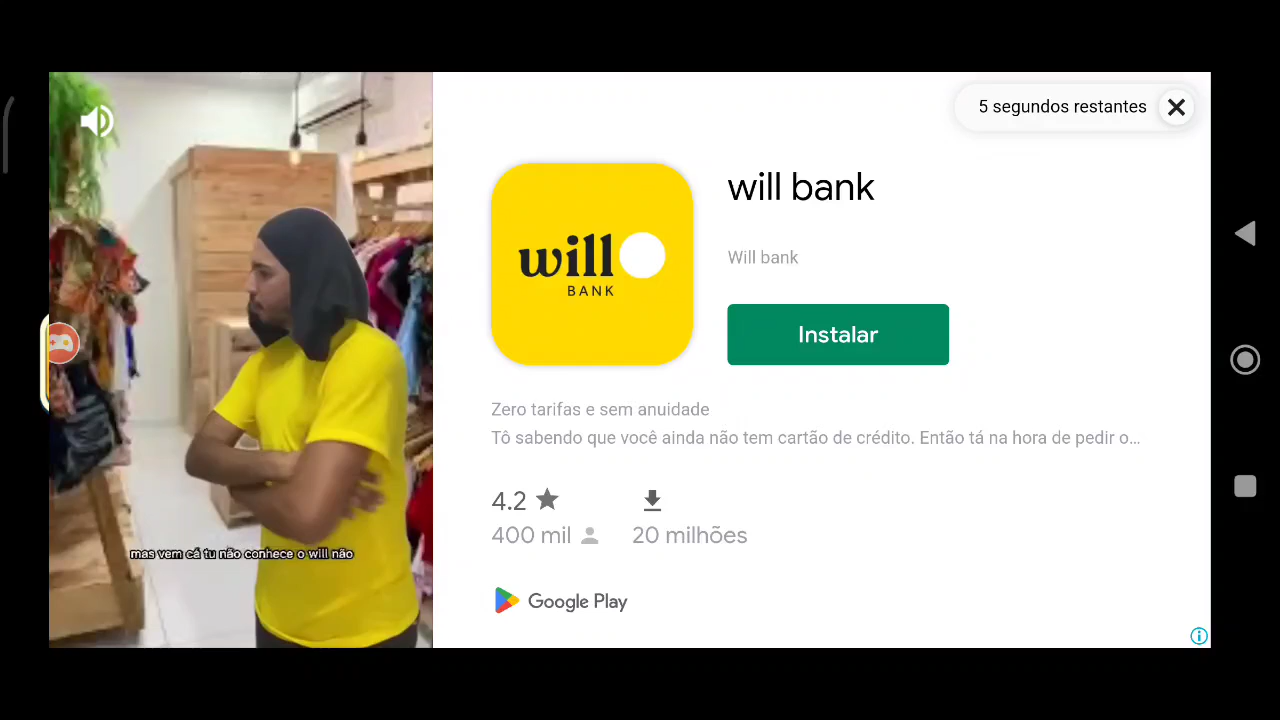 5 segundos restantes
will bank
will
BANK
Will bank
Instalar
Zero tarifas e sem anuidade
Tô sabendo que você ainda não tem cartão de crédito. Então tá na hora de pedir o…
4.2
400 mil
20 milhões
mas vem cá tu não conhece o will não
Google Play